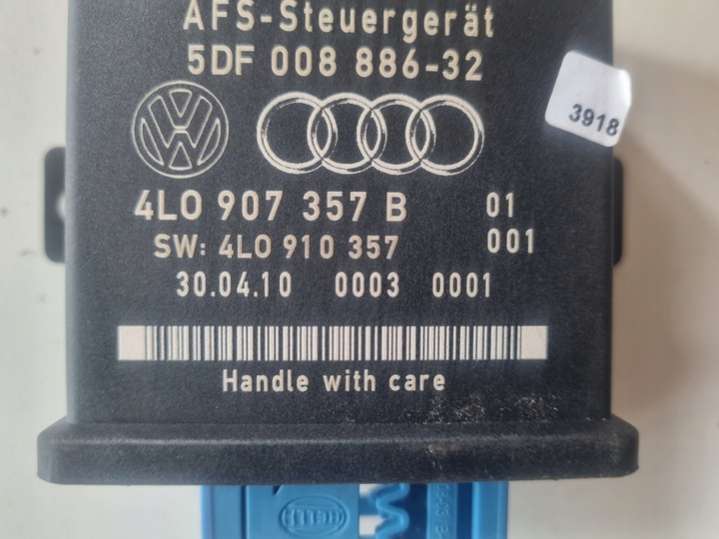 AFS-Steuergerät
5DF 008 886-32
3918
4L0 907 357 B 01
SW: 4L0 910 357 001
30.04.10 0003 0001
Handle with care
HELLA